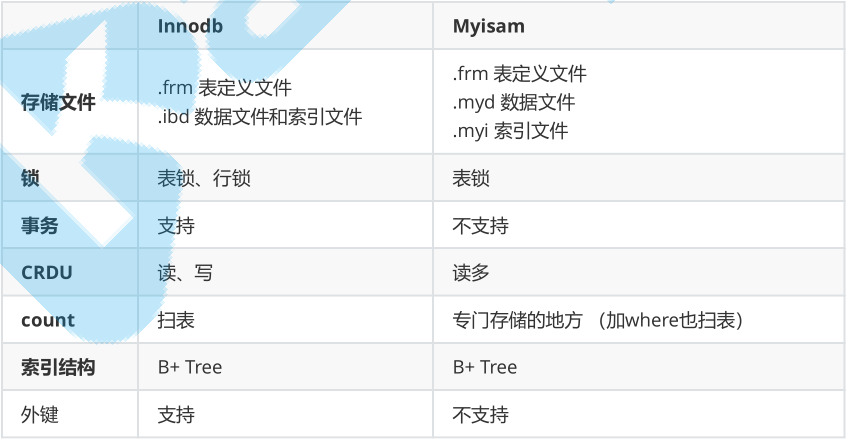 Innodb Myisam
存储文件 .frm 表定义文件 .frm 表定义文件
.ibd 数据文件和索引文件 .myd 数据文件
.myi 索引文件
锁 表锁、行锁 表锁
事务 支持 不支持
CRDU 读、写 读多
count 扫表 专门存储的地方 （加where也扫表）
索引结构 B+ Tree B+ Tree
外键 支持 不支持